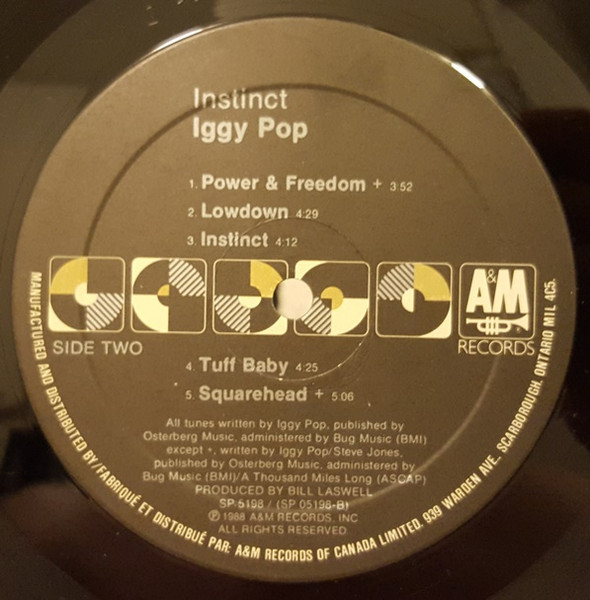 Instinct
Iggy Pop
1. Power & Freedom + 3:52
2. Lowdown 4:29
3. Instinct 4:12
A&M
RECORDS
SIDE TWO
4. Tuff Baby 4:25
5. Squarehead + 5:06
All tunes written by Iggy Pop, published by
Osterberg Music, administered by Bug Music (BMI)
except +, written by Iggy Pop/Steve Jones,
published by Osterberg Music, administered by
Bug Music (BMI)/A Thousand Miles Long (ASCAP)
PRODUCED BY BILL LASWELL
SP-5198 / (SP 05198-B)
℗ 1988 A&M RECORDS, INC
ALL RIGHTS RESERVED
MANUFACTURED AND DISTRIBUTED BY/FABRIQUÉ ET DISTRIBUÉ PAR: A&M RECORDS OF CANADA LIMITED, 939 WARDEN AVE., SCARBOROUGH, ONTARIO M1L 4C5.